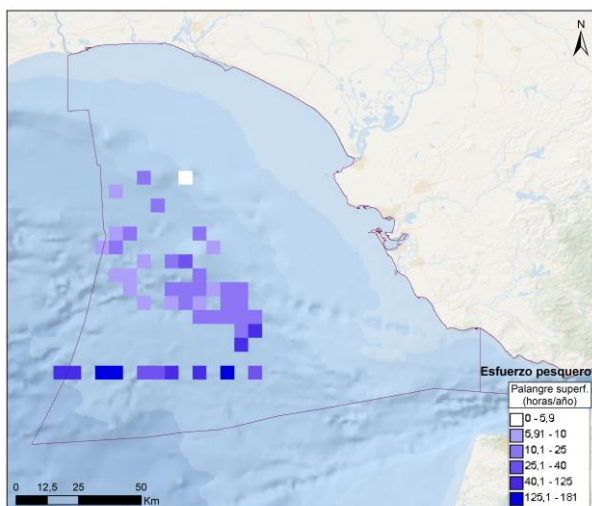 N
Esfuerzo pesquero
Palangre superf.
(horas/año)
0 - 5,9
5,91 - 10
10,1 - 25
25,1 - 40
40,1 - 125
125,1 - 181
0 12,5 25 50
Km